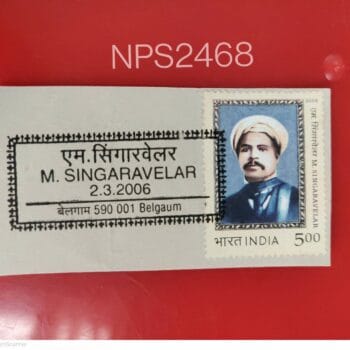 NPS2468
एम. सिंगारवेलर
M. SINGARAVELAR
2.3.2006
बेलगाम 590 001 Belgaum
2006
एम. सिंगारवेलर M. SINGARAVELAR
भारत INDIA
5.00